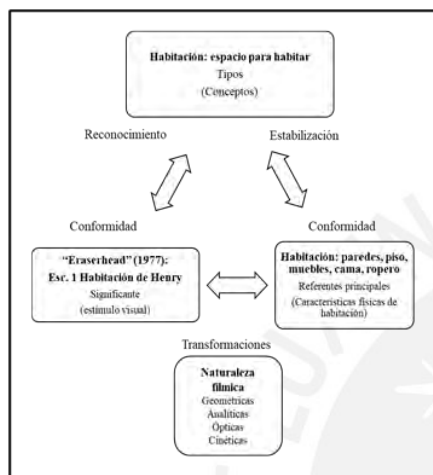 Habitación: espacio para habitar
Tipos
(Conceptos)
Reconocimiento
Estabilización
Conformidad
Conformidad
"Eraserhead" (1977):
Esc. 1 Habitación de Henry
Significante
(estímulo visual)
Habitación: paredes, piso,
muebles, cama, ropero
Referentes principales
(Características físicas de
habitación)
Transformaciones
Naturaleza
fílmica
Geométricas
Analíticas
Ópticas
Cinéticas